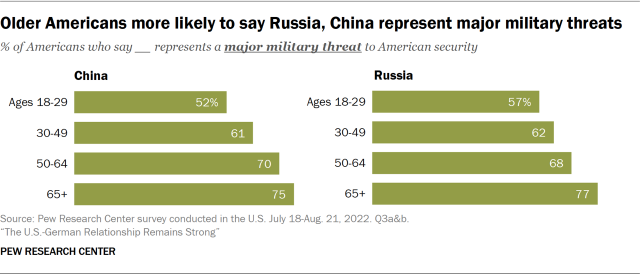 Older Americans more likely to say Russia, China represent major military threats
% of Americans who say __ represents a major military threat to American security
China
Ages 18-29 52%
30-49 61
50-64 70
65+ 75
Russia
Ages 18-29 57%
30-49 62
50-64 68
65+ 77
Source: Pew Research Center survey conducted in the U.S. July 18-Aug. 21, 2022. Q3a&b.
“The U.S.-German Relationship Remains Strong”
PEW RESEARCH CENTER